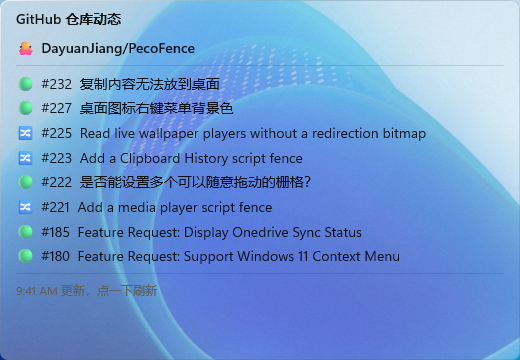 GitHub 仓库动态
DayuanJiang/PecoFence
#232 复制内容无法放到桌面
#227 桌面图标右键菜单背景色
#225 Read live wallpaper players without a redirection bitmap
#223 Add a Clipboard History script fence
#222 是否能设置多个可以随意拖动的栅格?
#221 Add a media player script fence
#185 Feature Request: Display Onedrive Sync Status
#180 Feature Request: Support Windows 11 Context Menu
9:41 AM 更新，点一下刷新